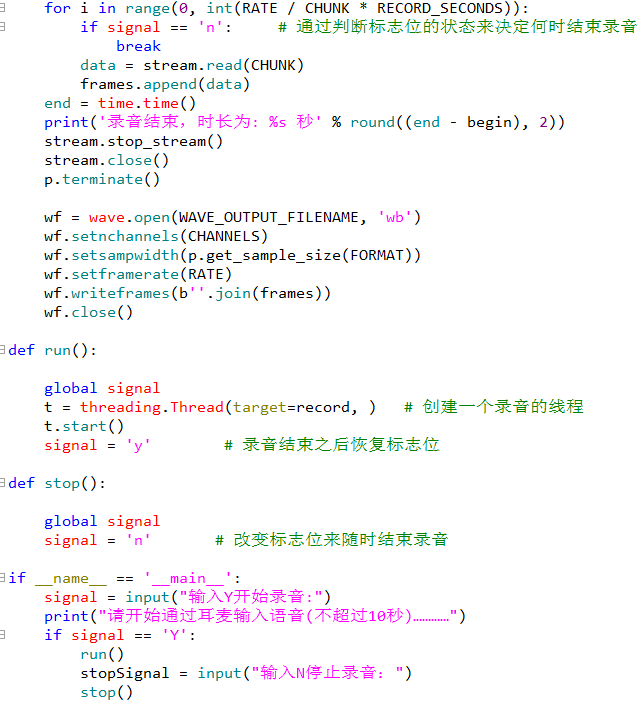 for i in range(0, int(RATE / CHUNK * RECORD_SECONDS)):
if signal == 'n':     # 通过判断标志位的状态来决定何时结束录音
break
data = stream.read(CHUNK)
frames.append(data)
end = time.time()
print('录音结束，时长为: %s 秒' % round((end - begin), 2))
stream.stop_stream()
stream.close()
p.terminate()
wf = wave.open(WAVE_OUTPUT_FILENAME, 'wb')
wf.setnchannels(CHANNELS)
wf.setsampwidth(p.get_sample_size(FORMAT))
wf.setframerate(RATE)
wf.writeframes(b''.join(frames))
wf.close()
def run():
global signal
t = threading.Thread(target=record, )   # 创建一个录音的线程
t.start()
signal = 'y'        # 录音结束之后恢复标志位
def stop():
global signal
signal = 'n'       # 改变标志位来随时结束录音
if __name__ == '__main__':
signal = input("输入Y开始录音:")
print("请开始通过耳麦输入语音(不超过10秒)…………")
if signal == 'Y':
run()
stopSignal = input("输入N停止录音: ")
stop()